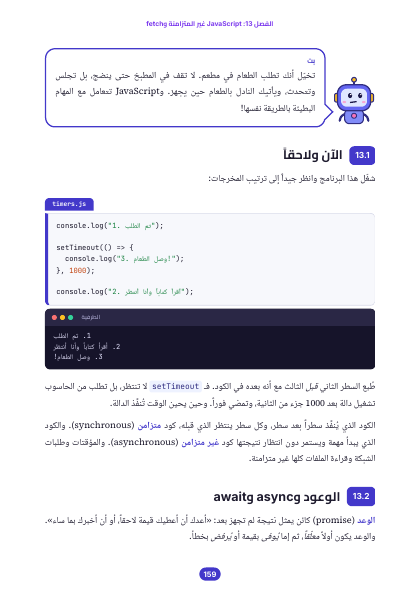 الفصل 13: JavaScript غير المتزامنة وfetch
بت
تخيّل أنك تطلب الطعام في مطعم. لا تقف في المطبخ حتى ينضج، بل تجلس
وتتحدث، ويأتيك النادل بالطعام حين يجهز. وJavaScript تتعامل مع المهام
البطيئة بالطريقة نفسها!
13.1 الآن ولاحقاً
شغّل هذا البرنامج وانظر جيداً إلى ترتيب المخرجات:
timers.js
console.log("1. تم الطلب");
setTimeout(() => {
console.log("3. وصل الطعام!");
}, 1000);
console.log("2. أقرأ كتاباً وأنا أنتظر");
الطرفية
1. تم الطلب
2. أقرأ كتاباً وأنا أنتظر
3. وصل الطعام!
طُبع السطر الثاني قبل الثالث مع أنه بعده في الكود. فـ setTimeout لا تنتظر، بل تطلب من الحاسوب
تشغيل دالة بعد 1000 جزء من الثانية، وتمضي فوراً. وحين يحين الوقت تُنفَّذ الدالة.
الكود الذي يُنفَّذ سطراً بعد سطر، وكل سطر ينتظر الذي قبله، كود متزامن (synchronous). والكود
الذي يبدأ مهمة ويستمر دون انتظار نتيجتها كود غير متزامن (asynchronous). والمؤقتات وطلبات
الشبكة وقراءة الملفات كلها غير متزامنة.
13.2 الوعود وasync وawait
الوعد (promise) كائن يمثل نتيجة لم تجهز بعد: «أعدك أن أعطيك قيمة لاحقاً، أو أن أخبرك بما ساء».
والوعد يكون أولاً معلَّقاً، ثم إما يُوفى بقيمة أو يُرفض بخطأ.
159